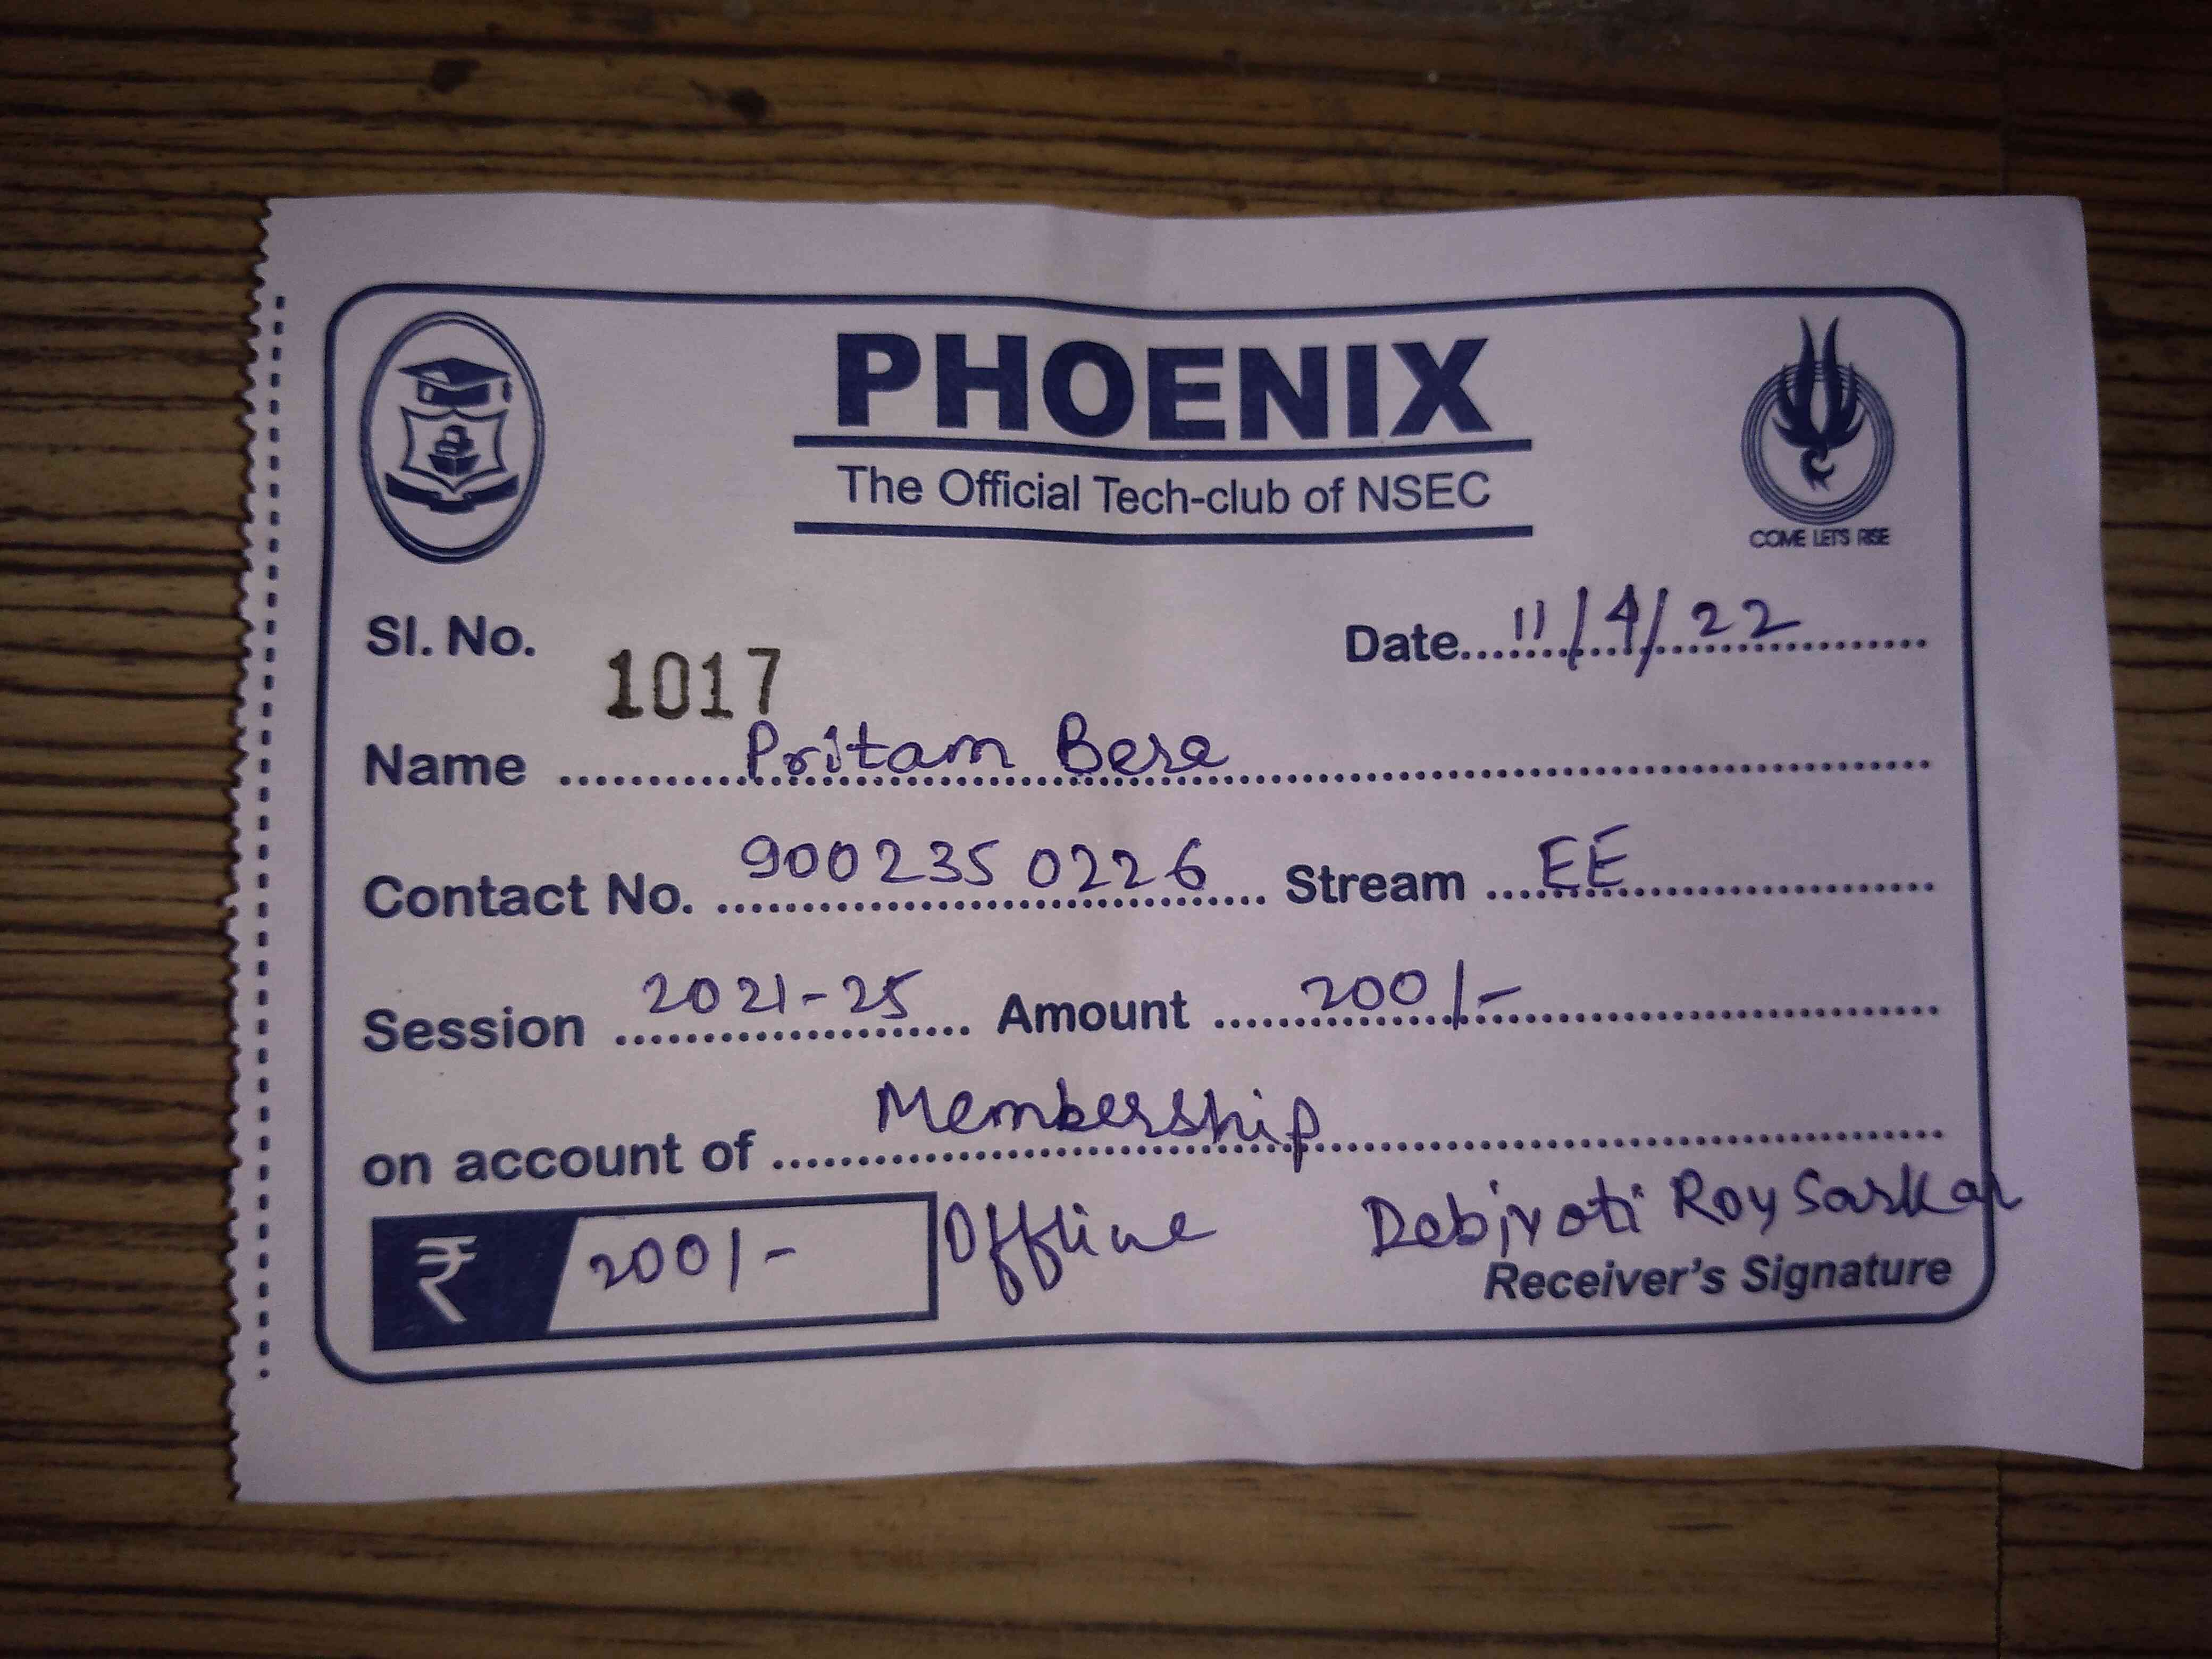 PHOENIX
The Official Tech-club of NSEC
COME LET'S RISE
Sl. No. 1017 Date 11/4/22
Name Pritam Bera
Contact No. 9002350226 Stream EE
Session 2021-25 Amount 200/-
on account of Membership
₹ 200/- Offline Debjyoti Roy Sarkar
Receiver's Signature